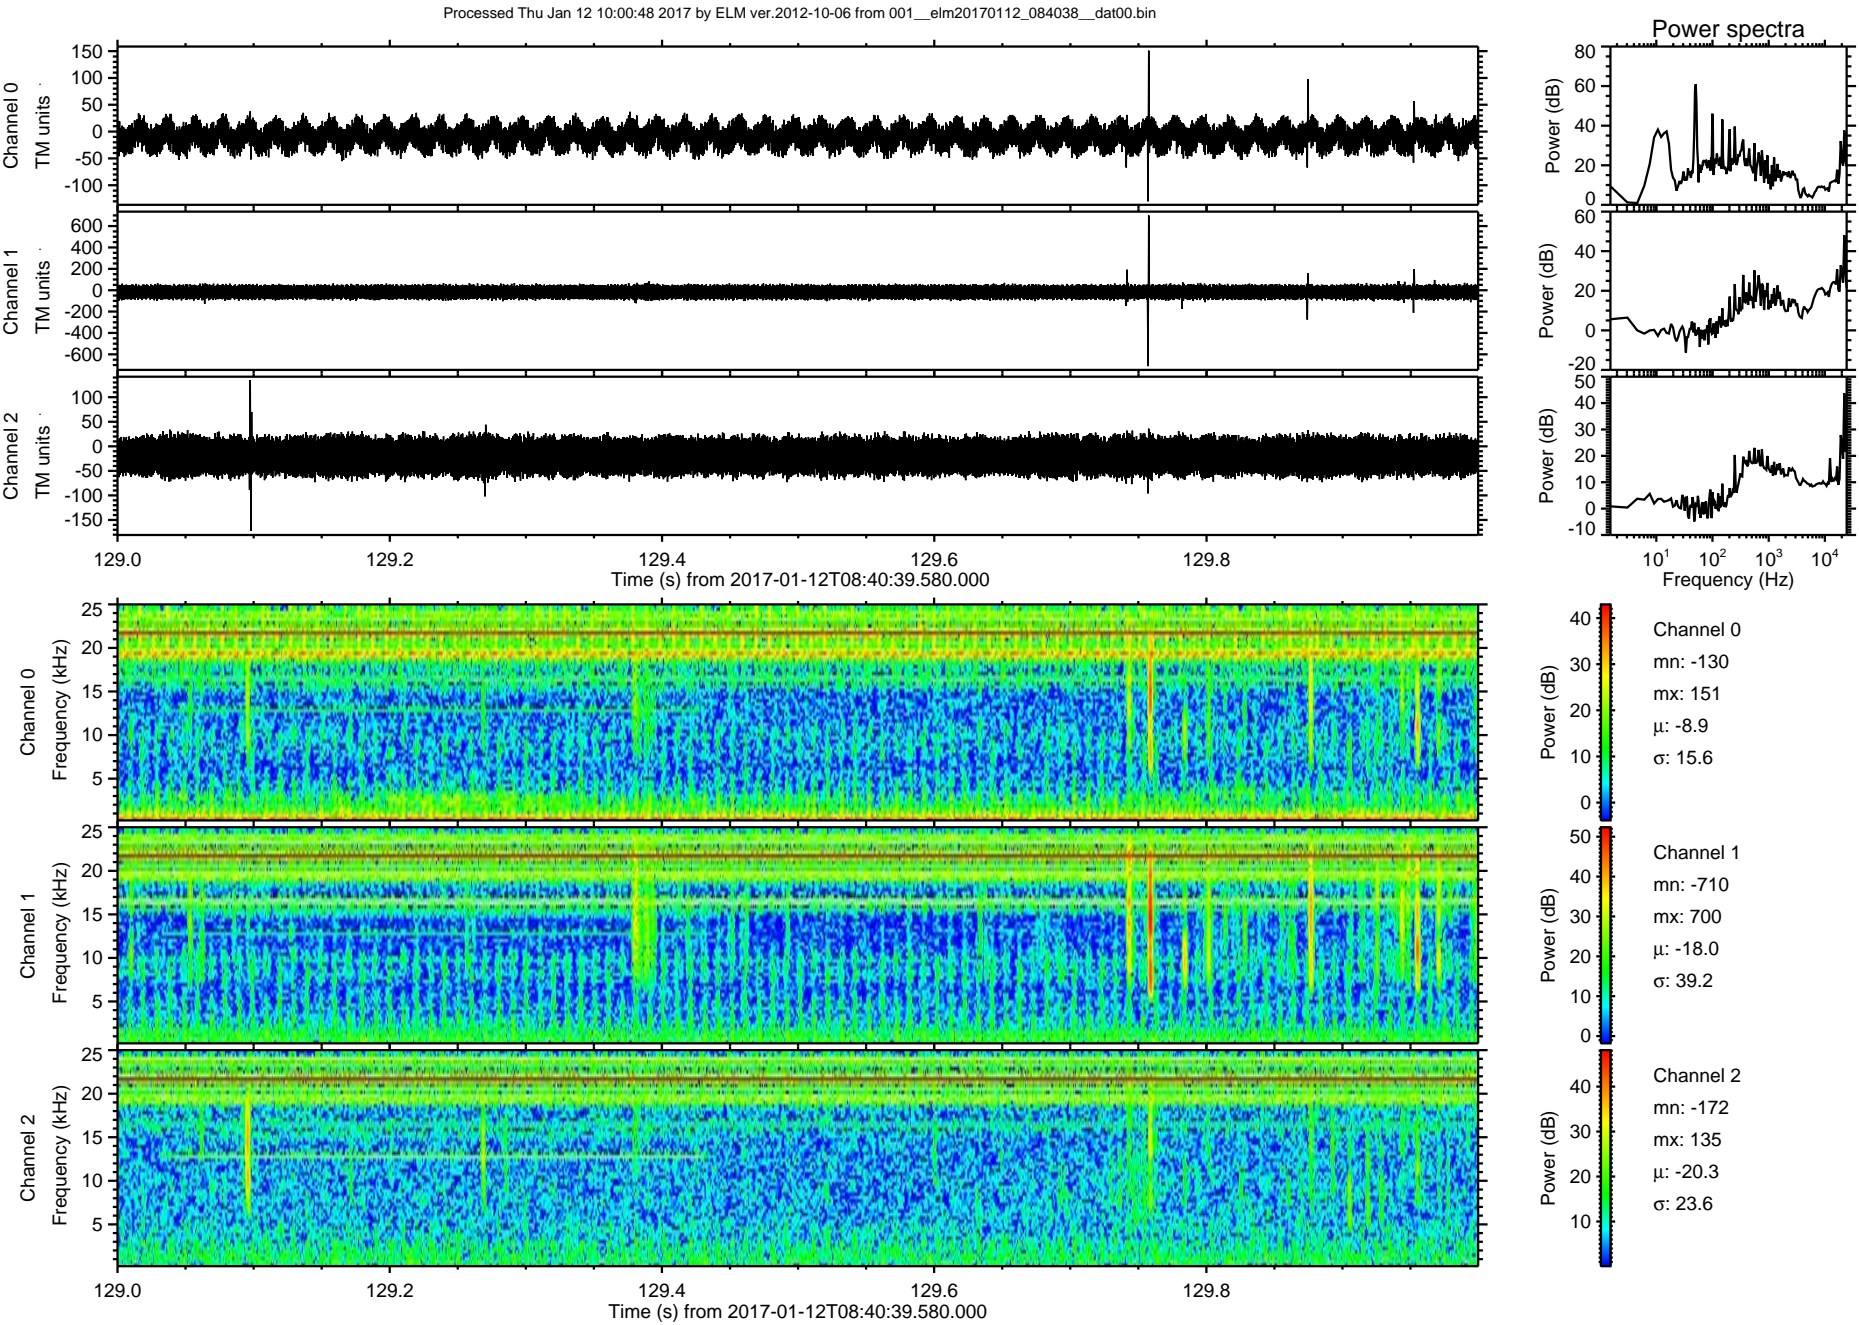 Processed Thu Jan 12 10:00:48 2017 by ELM ver.2012-10-06 from 001__elm20170112_084038__dat00.bin
Power spectra
Channel 0
TM units
150
100
50
0
-50
-100
Power (dB)
80
60
40
20
0
Channel 1
TM units
600
400
200
0
-200
-400
-600
Power (dB)
60
40
20
0
-20
Channel 2
TM units
100
50
0
-50
-100
-150
Power (dB)
50
40
30
20
10
0
-10
129.0 129.2 129.4 129.6 129.8
Time (s) from 2017-01-12T08:40:39.580.000
10¹ 10² 10³ 10⁴
Frequency (Hz)
Channel 0
Frequency (kHz)
25
20
15
10
5
Power (dB)
40
30
20
10
0
Channel 0
mn: -130
mx: 151
μ: -8.9
σ: 15.6
Channel 1
Frequency (kHz)
25
20
15
10
5
Power (dB)
50
40
30
20
10
0
Channel 1
mn: -710
mx: 700
μ: -18.0
σ: 39.2
Channel 2
Frequency (kHz)
25
20
15
10
5
Power (dB)
40
30
20
10
Channel 2
mn: -172
mx: 135
μ: -20.3
σ: 23.6
129.0 129.2 129.4 129.6 129.8
Time (s) from 2017-01-12T08:40:39.580.000